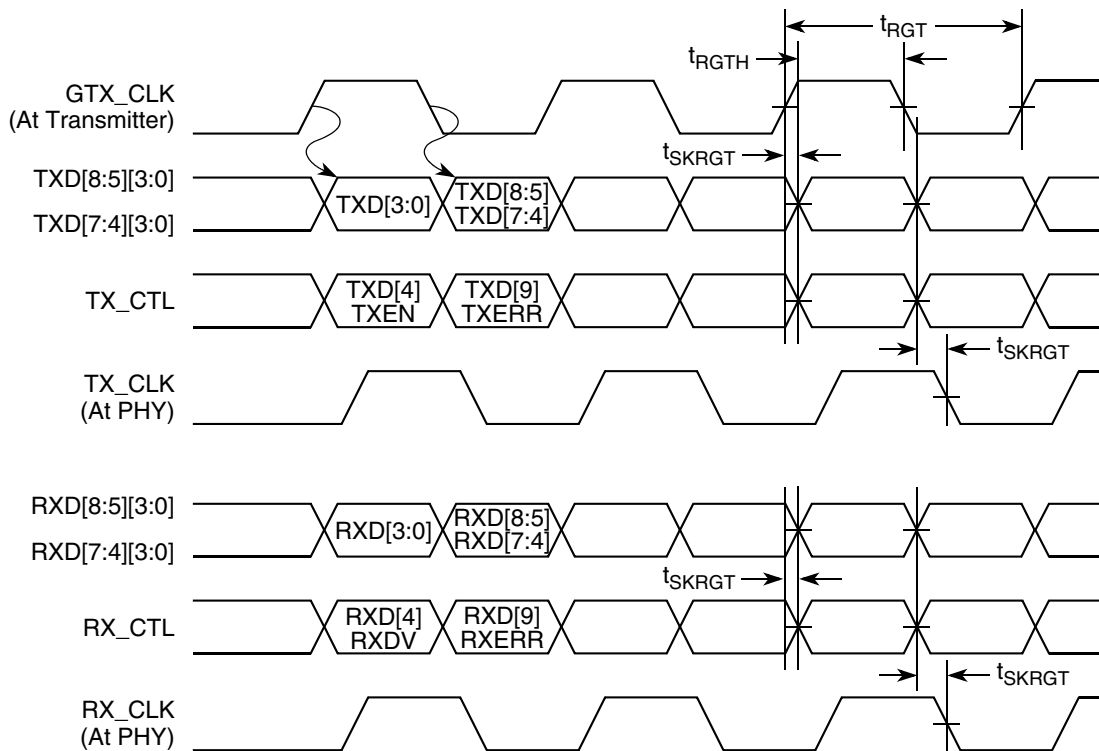 tRGT
tRGTH
GTX_CLK
(At Transmitter)
tSKRGT
TXD[8:5][3:0]
TXD[7:4][3:0]
TXD[3:0]
TXD[8:5]
TXD[7:4]
TX_CTL
TXD[4]
TXEN
TXD[9]
TXERR
tSKRGT
TX_CLK
(At PHY)
RXD[8:5][3:0]
RXD[7:4][3:0]
RXD[3:0]
RXD[8:5]
RXD[7:4]
tSKRGT
RX_CTL
RXD[4]
RXDV
RXD[9]
RXERR
tSKRGT
RX_CLK
(At PHY)